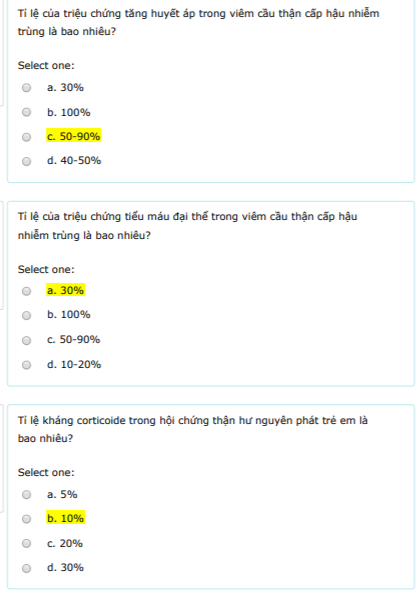 Tỉ lệ của triệu chứng tăng huyết áp trong viêm cầu thận cấp hậu nhiễm
trùng là bao nhiêu?
Select one:
a. 30%
b. 100%
c. 50-90%
d. 40-50%
Tỉ lệ của triệu chứng tiểu máu đại thể trong viêm cầu thận cấp hậu
nhiễm trùng là bao nhiêu?
Select one:
a. 30%
b. 100%
c. 50-90%
d. 10-20%
Tỉ lệ kháng corticoide trong hội chứng thận hư nguyên phát trẻ em là
bao nhiêu?
Select one:
a. 5%
b. 10%
c. 20%
d. 30%